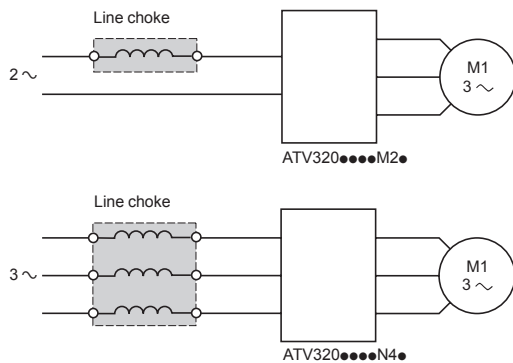 Line choke
2 ∼
M1
3 ∼
ATV320●●●●M2●
Line choke
3 ∼
M1
3 ∼
ATV320●●●●N4●